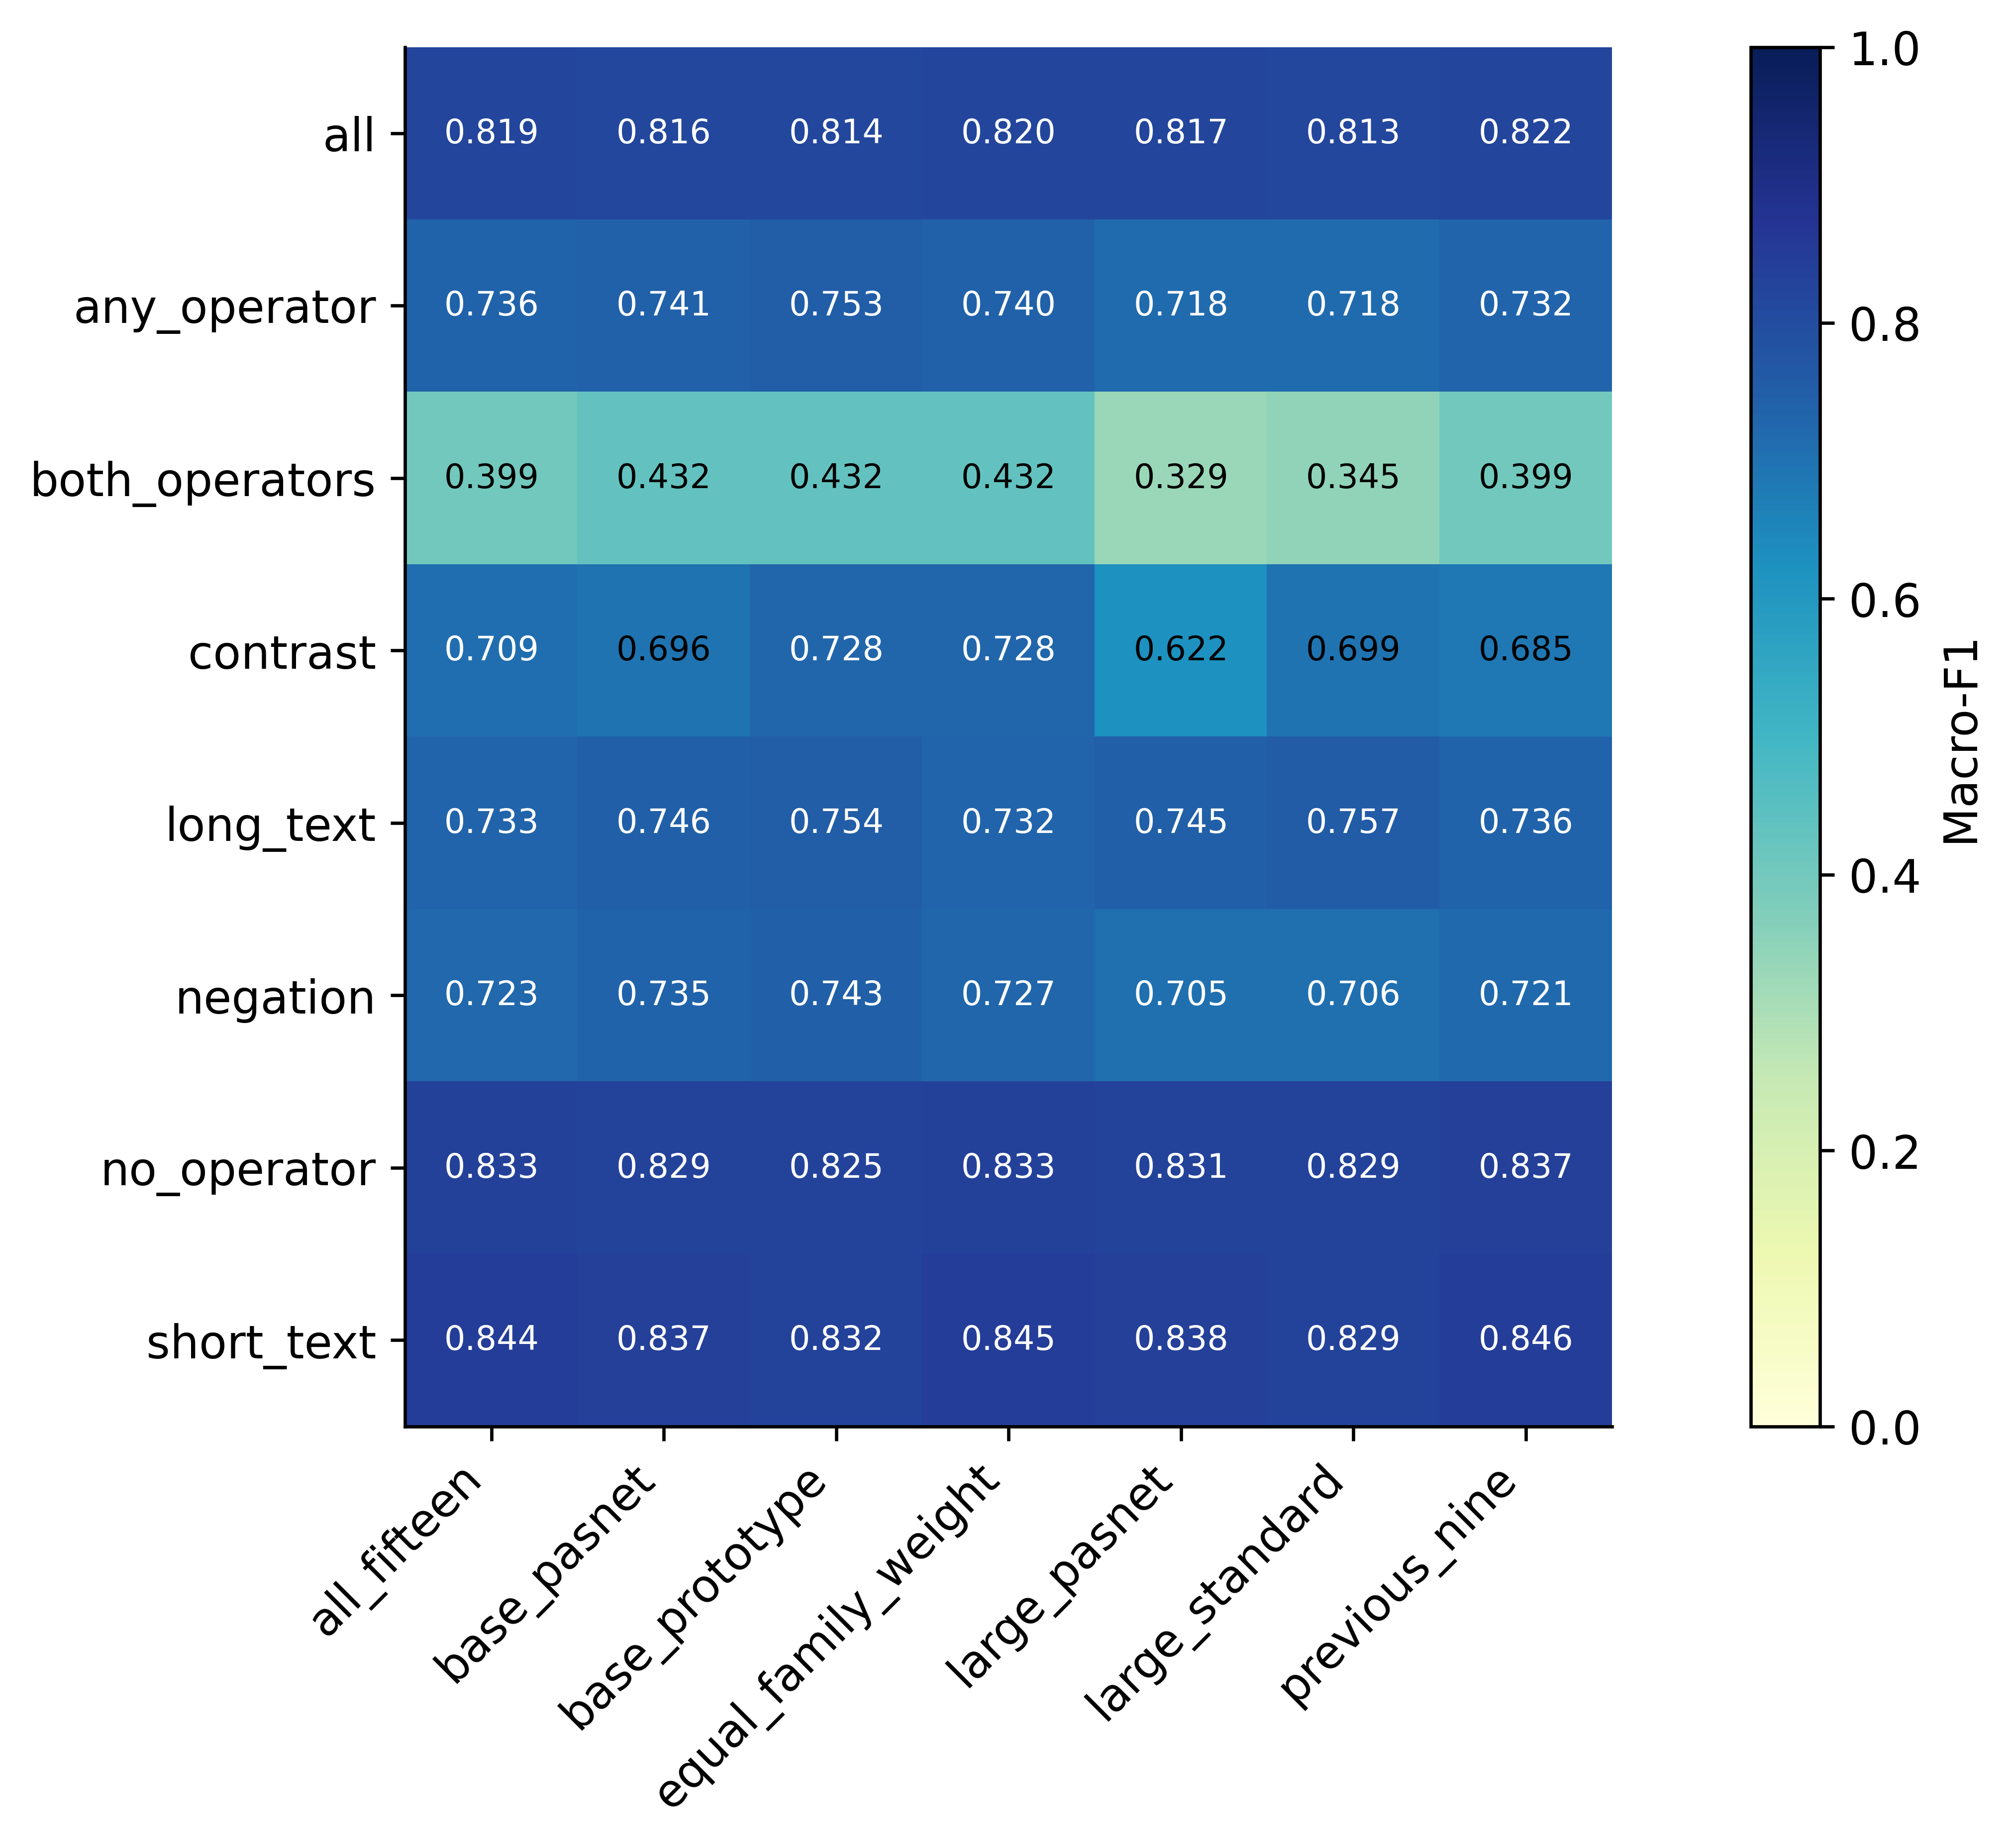 all 0.819 0.816 0.814 0.820 0.817 0.813 0.822
any_operator 0.736 0.741 0.753 0.740 0.718 0.718 0.732
both_operators 0.399 0.432 0.432 0.432 0.329 0.345 0.399
contrast 0.709 0.696 0.728 0.728 0.622 0.699 0.685
long_text 0.733 0.746 0.754 0.732 0.745 0.757 0.736
negation 0.723 0.735 0.743 0.727 0.705 0.706 0.721
no_operator 0.833 0.829 0.825 0.833 0.831 0.829 0.837
short_text 0.844 0.837 0.832 0.845 0.838 0.829 0.846
all_fifteen
base_pasnet
base_prototype
equal_family_weight
large_pasnet
large_standard
previous_nine
1.0
0.8
0.6
0.4
0.2
0.0
Macro-F1